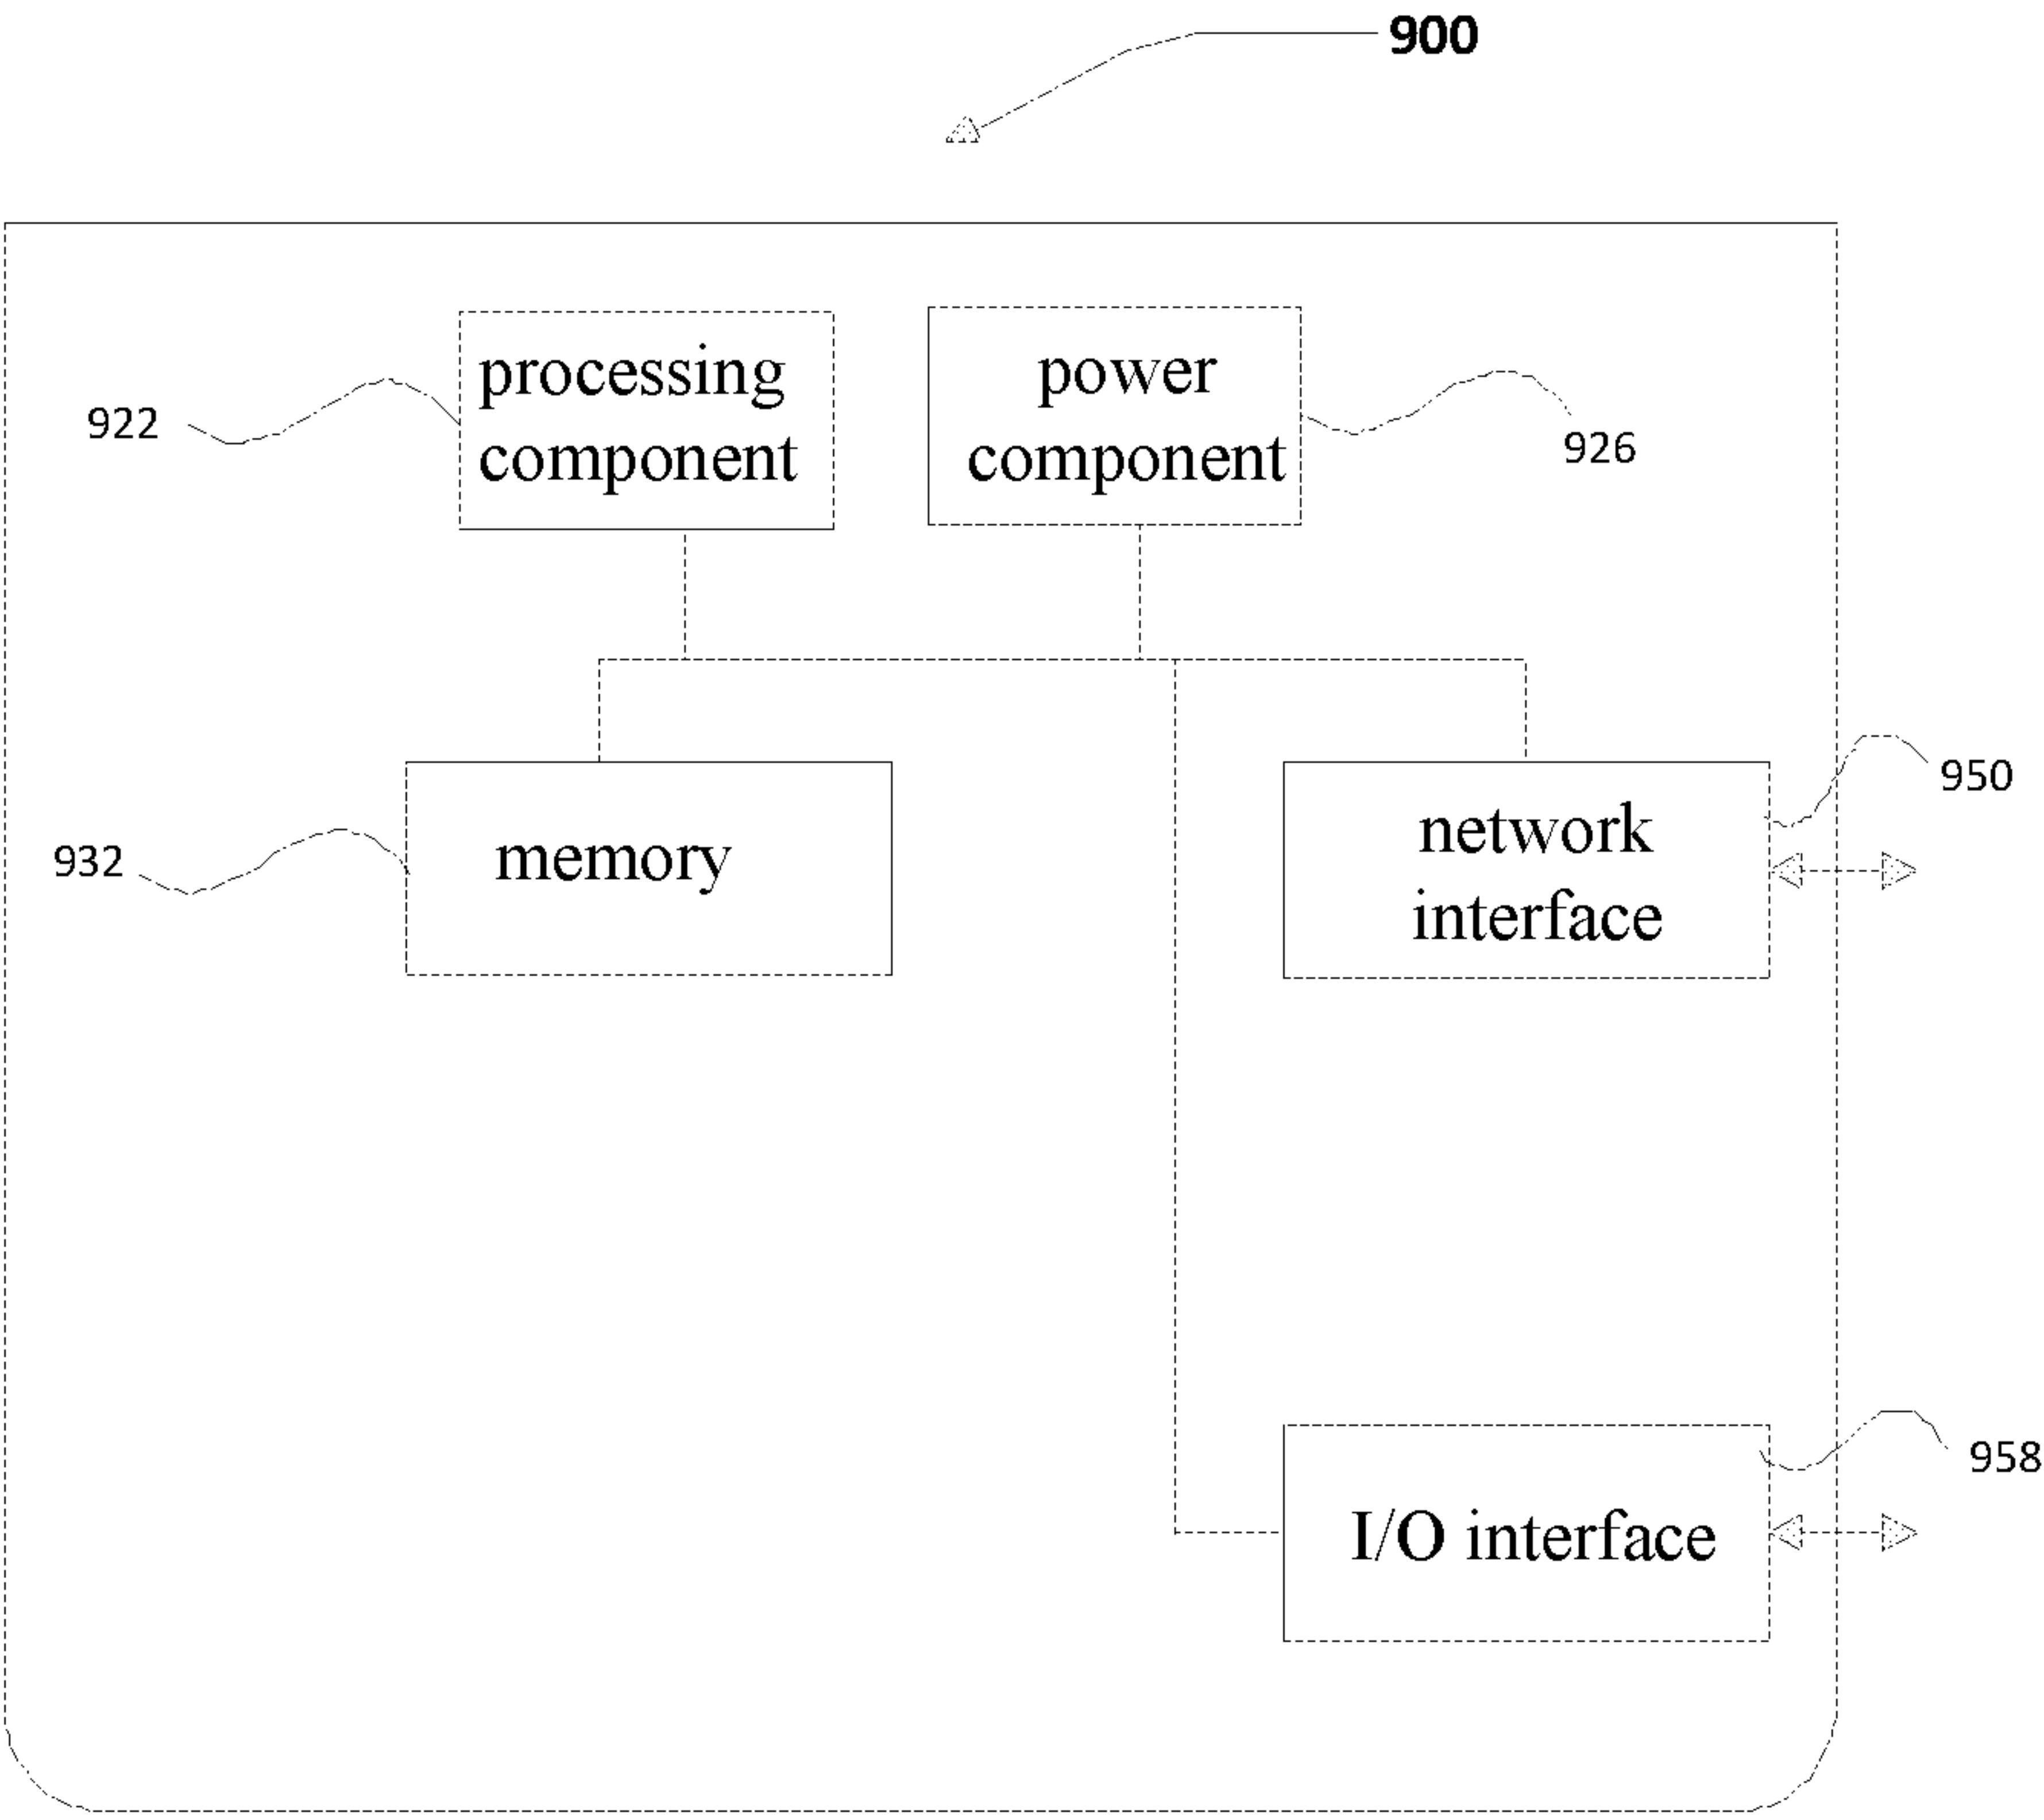 900
processing
component
power
component
922
926
950
932
memory
network
interface
958
I/O interface